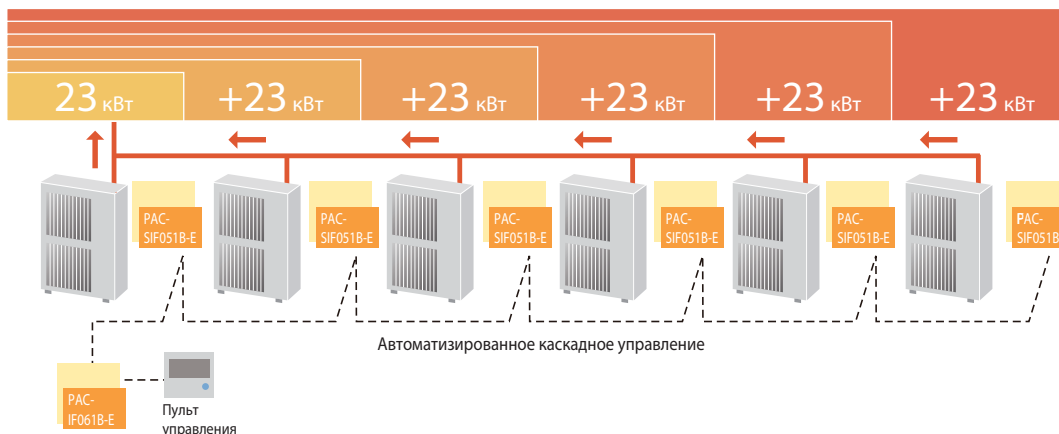 23 кВт +23 кВт +23 кВт +23 кВт +23 кВт +23 кВт
PAC-
SIF051B-E
PAC-
SIF051B-E
PAC-
SIF051B-E
PAC-
SIF051B-E
PAC-
SIF051B-E
PAC-
SIF051B
Автоматизированное каскадное управление
PAC-
IF061B-E
Пульт
управления